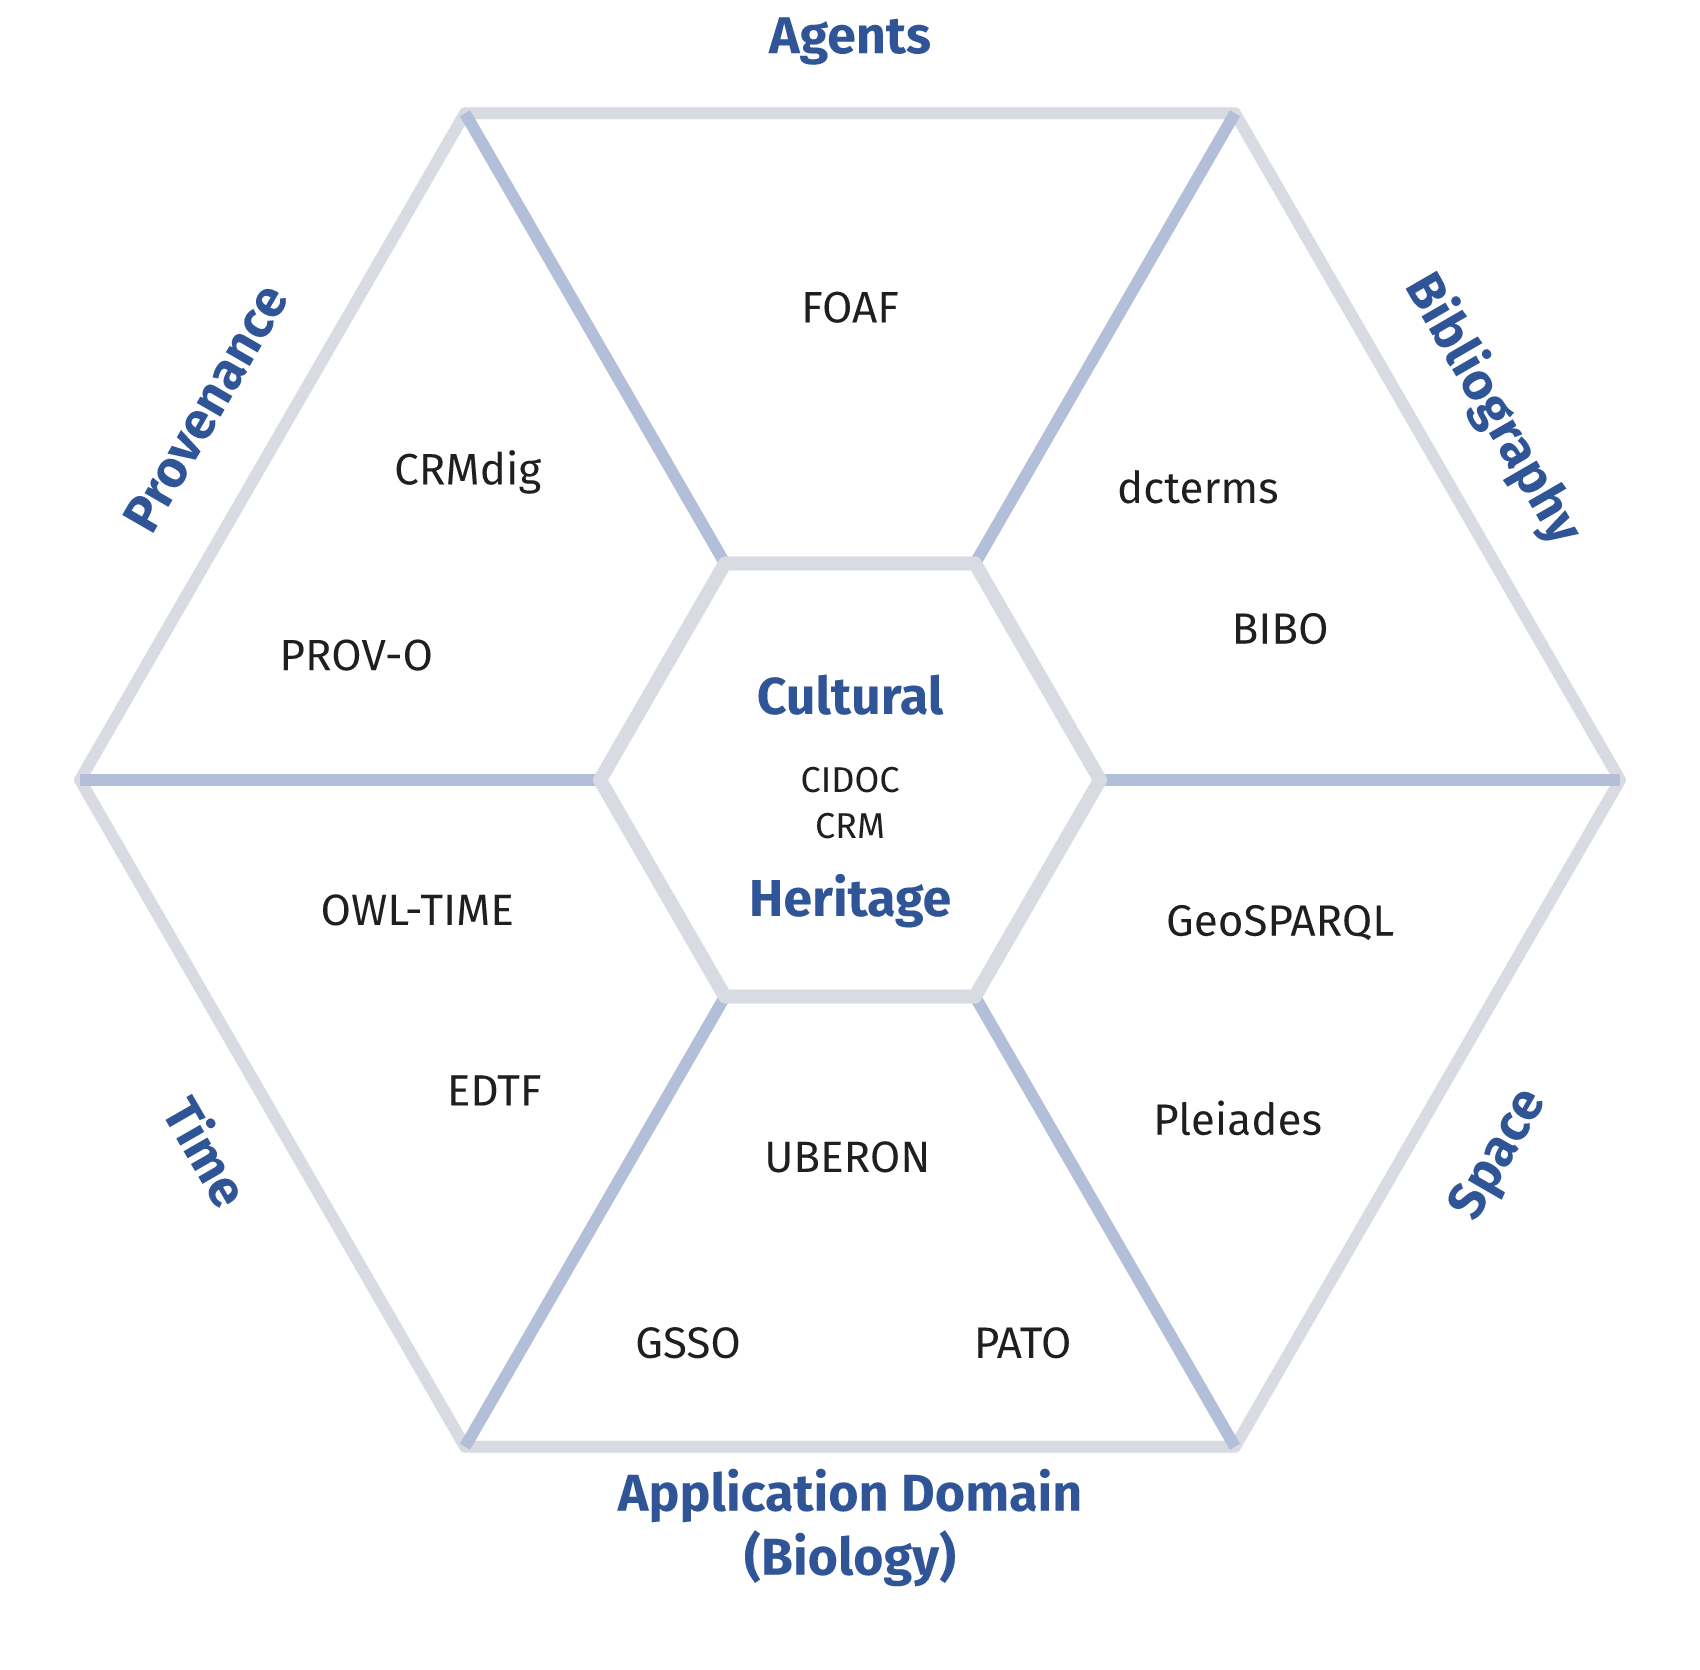 Agents
FOAF
Provenance
CRMdig
PROV-O
Bibliography
dcterms
BIBO
Cultural
CIDOC
CRM
Heritage
OWL-TIME
EDTF
Time
GeoSPARQL
Pleiades
Space
UBERON
GSSO
PATO
Application Domain
(Biology)